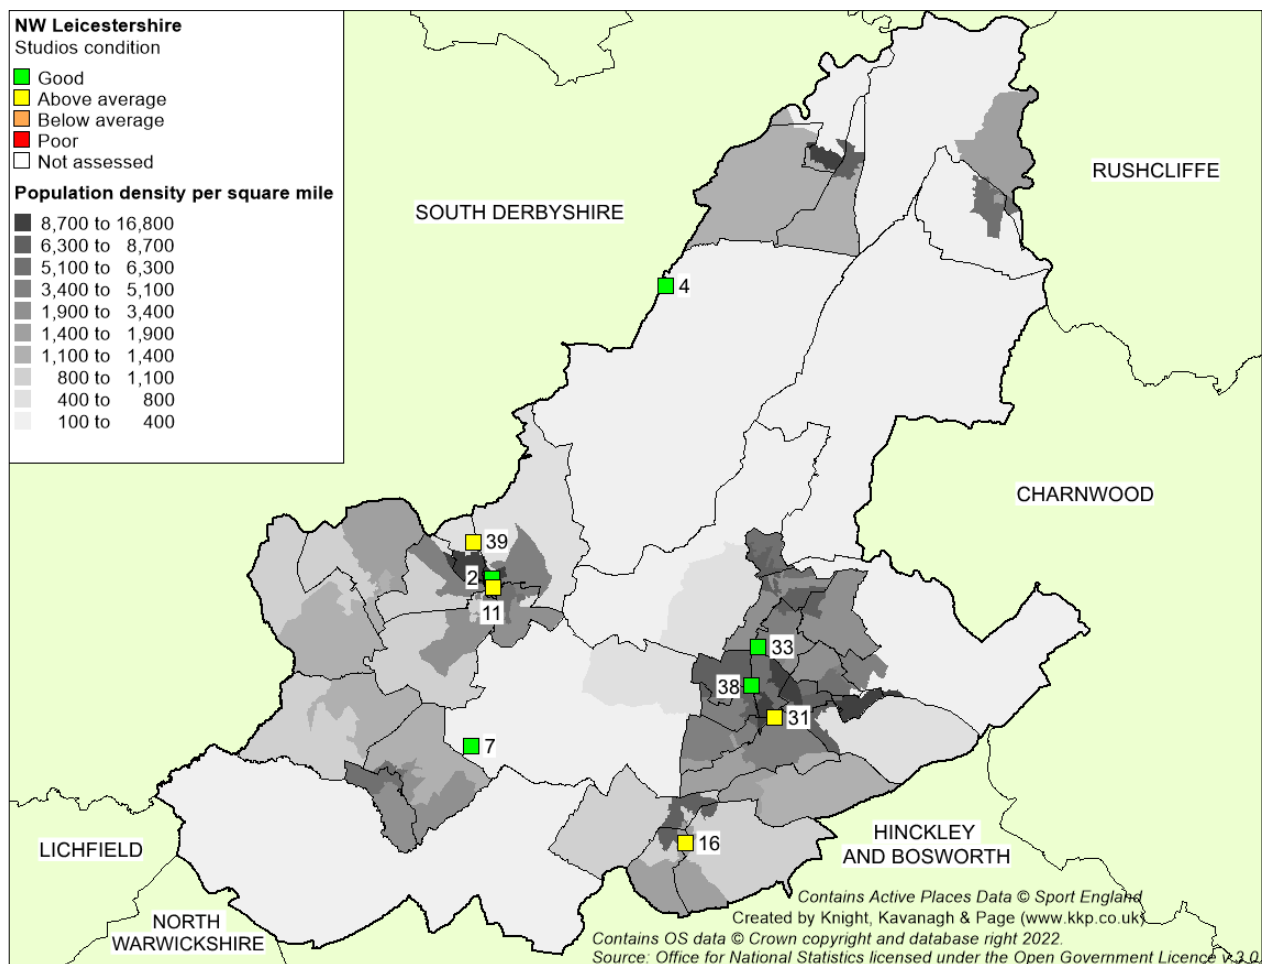 NW Leicestershire
Studios condition
Good
Above average
Below average
Poor
Not assessed
Population density per square mile
8,700 to 16,800
6,300 to 8,700
5,100 to 6,300
3,400 to 5,100
1,900 to 3,400
1,400 to 1,900
1,100 to 1,400
800 to 1,100
400 to 800
100 to 400
RUSHCLIFFE
SOUTH DERBYSHIRE
4
CHARNWOOD
39
2
11
33
38
31
7
16
LICHFIELD
HINCKLEY
AND BOSWORTH
NORTH
WARWICKSHIRE
Contains Active Places Data © Sport England
Created by Knight, Kavanagh & Page (www.kkp.co.uk)
Contains OS data © Crown copyright and database right 2022.
Source: Office for National Statistics licensed under the Open Government Licence v.3.0